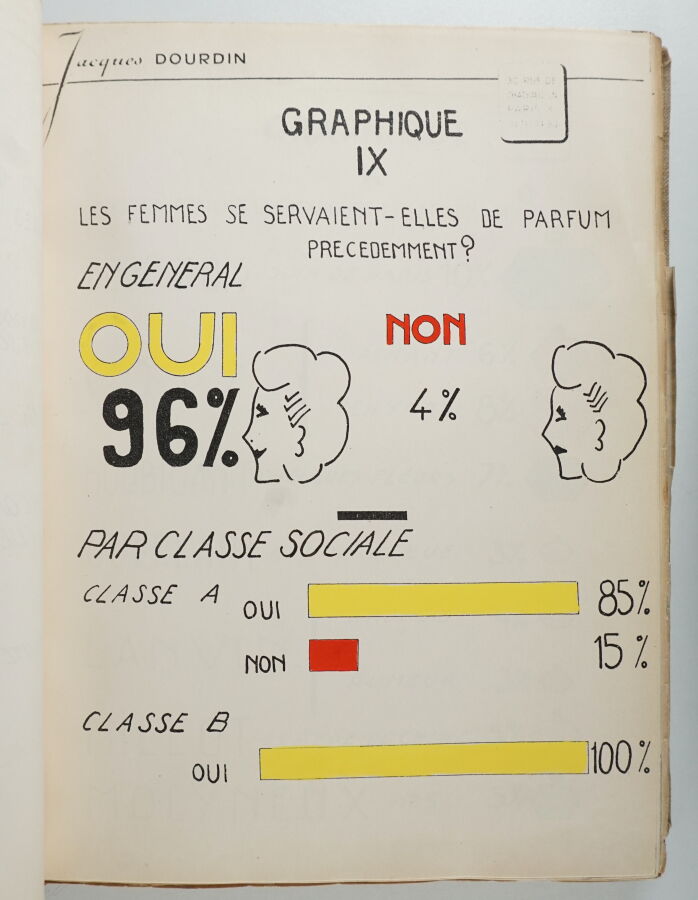 Jacques DOURDIN
GRAPHIQUE
IX
LES FEMMES SE SERVAIENT-ELLES DE PARFUM
PRECEDEMMENT?
EN GENERAL
OUI NON
96% 4%
PAR CLASSE SOCIALE
CLASSE A OUI 85%
NON 15%
CLASSE B
OUI 100%